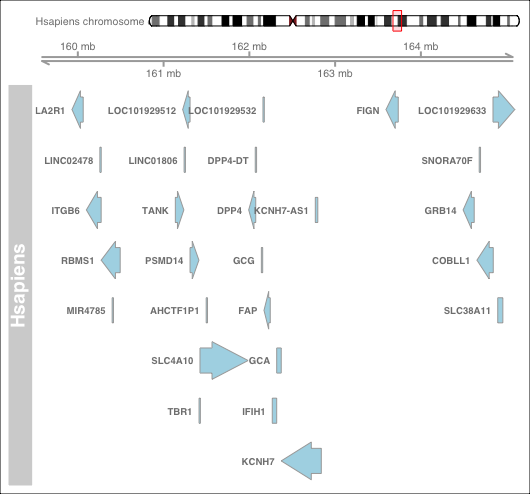 Hsapiens chromosome
160 mb 162 mb 164 mb
161 mb 163 mb
Hsapiens
LA2R1 LOC101929512 LOC101929532 FIGN LOC101929633
LINC02478 LINC01806 DPP4-DT SNORA70F
ITGB6 TANK DPP4 KCNH7-AS1 GRB14
RBMS1 PSMD14 GCG COBLL1
MIR4785 AHCTF1P1 FAP SLC38A11
SLC4A10 GCA
TBR1 IFIH1
KCNH7